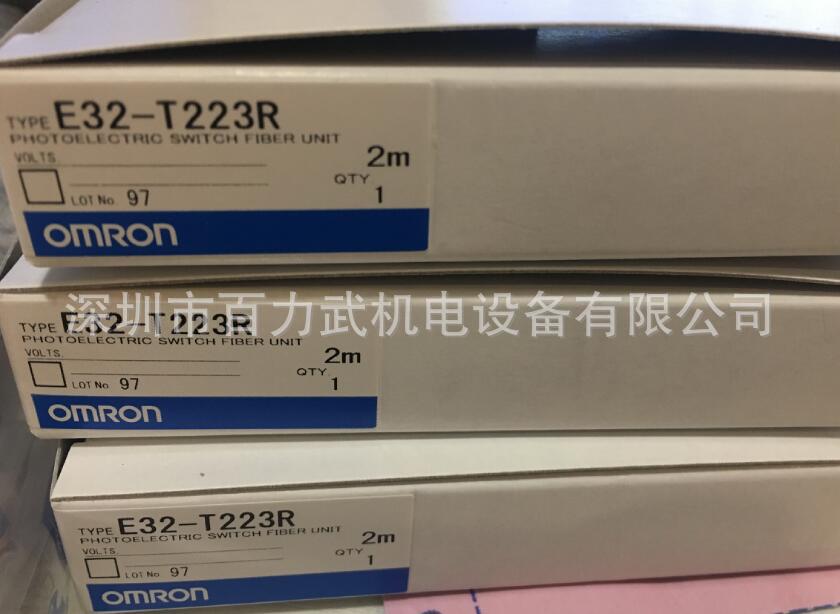 TYPE E32-T223R
PHOTOELECTRIC SWITCH FIBER UNIT
VOLTS.
2m
QTY.
1
LOT No. 97
OMRON
深圳市百力武机电设备有限公司
TYPE E32-T223R
PHOTOELECTRIC SWITCH FIBER UNIT
VOLTS.
2m
QTY.
1
LOT No. 97
OMRON
TYPE E32-T223R
PHOTOELECTRIC SWITCH FIBER UNIT
VOLTS.
2m
QTY.
1
LOT No. 97
OMRON